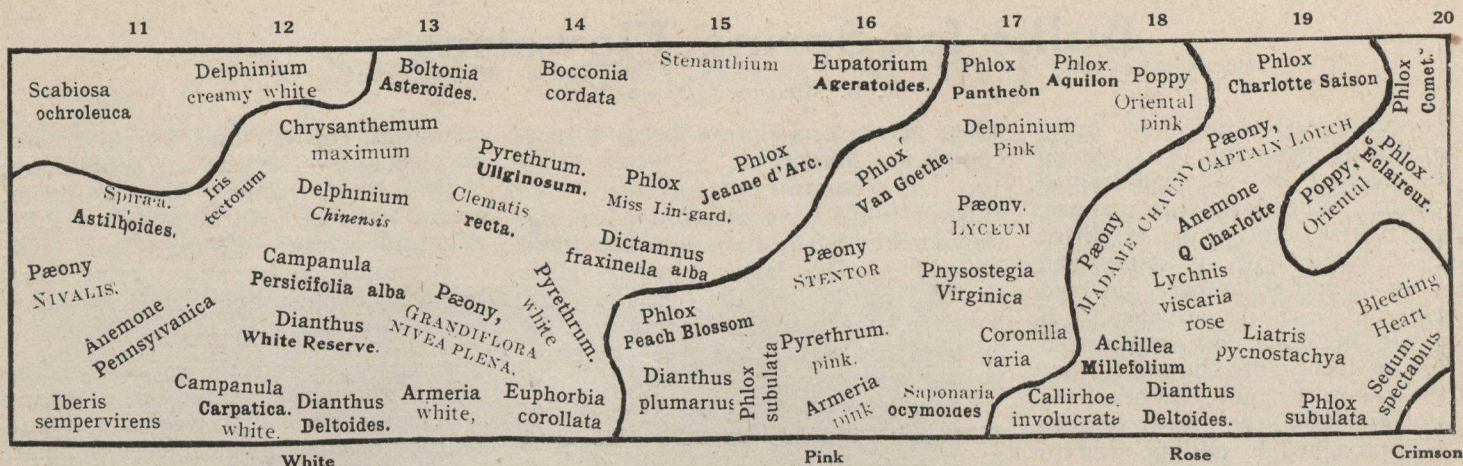 11 12 13 14 15 16 17 18 19 20
Scabiosa
ochroleuca
Delphinium
creamy white
Boltonia
Asteroides.
Bocconia
cordata
Stenanthium
Eupatorium
Ageratoides.
Phlox
Pantheon
Phlox.
Aquilon
Poppy
Oriental
pink
Phlox
Charlotte Saison
Phlox
Comet.
Chrysanthemum
maximum
Pyrethrum.
Uliginosum.
Phlox
Jeanne d'Arc.
Phlox
Van Goethe.
Delpninium
Pink
Pæony,
CAPTAIN LOUCH
Phlox
Eclaireur.
Spiræa.
Astilboides.
Iris
tectorum
Delphinium
Chinensis
Clematis
recta.
Phlox
Miss Lin-gard.
Pæony.
LYCEUM
Anemone
Q Charlotte
Poppy,
Oriental
Pæony
NIVALIS.
Anemone
Pennsylvanica
Campanula
Persicifolia alba
Pæony,
GRANDIFLORA
NIVEA PLENA.
Pyrethrum.
white
Dictamnus
fraxinella alba
Pæony
STENTOR
Physostegia
Virginica
Pæony
MADAME CHAUMY
Lychnis
viscaria
rose
Bleeding
Heart
Dianthus
White Reserve.
Phlox
Peach Blossom
Pyrethrum.
pink.
Coronilla
varia
Achillea
Millefolium
Liatris
pycnostachya
Sedum
spectabilis
Iberis
sempervirens
Campanula
Carpatica.
white.
Dianthus
Deltoides.
Armeria
white,
Euphorbia
corollata
Dianthus
plumarius
Phlox
subulata
Armeria
pink
Saponaria
ocymoides
Callirhoe
involucrata
Dianthus
Deltoides.
Phlox
subulata
White Pink Rose Crimson